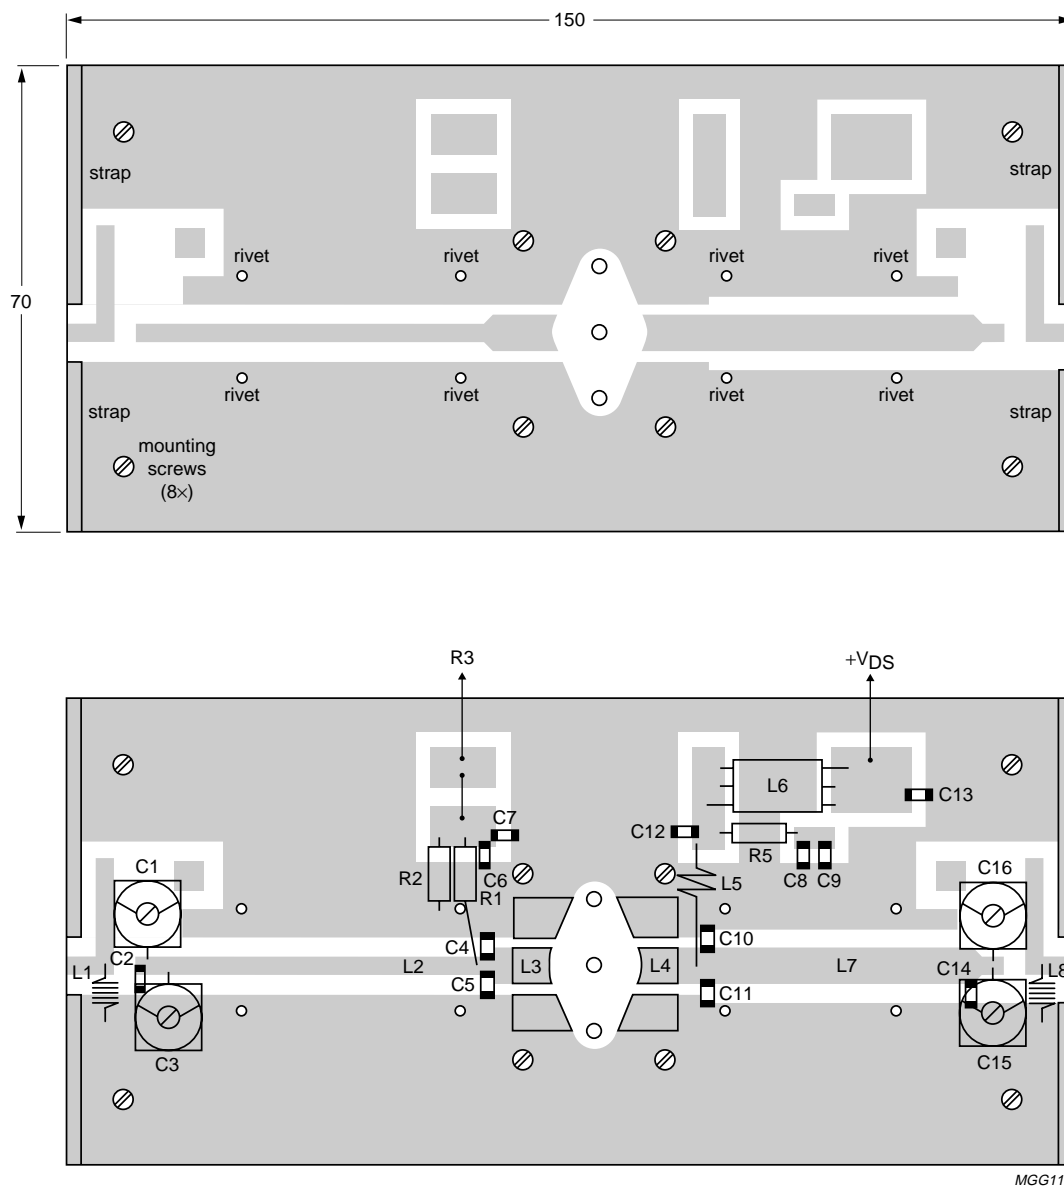 150
strap
strap
rivet
rivet
rivet
rivet
70
rivet
rivet
rivet
rivet
strap
strap
mounting
screws
(8×)
R3
+VDS
L6
C13
C7
C12
R5
C1
R2
C6
R1
L5
C8
C9
C16
C4
C10
C2
L1
L2
L3
L4
L7
C14
L8
C5
C11
C3
C15